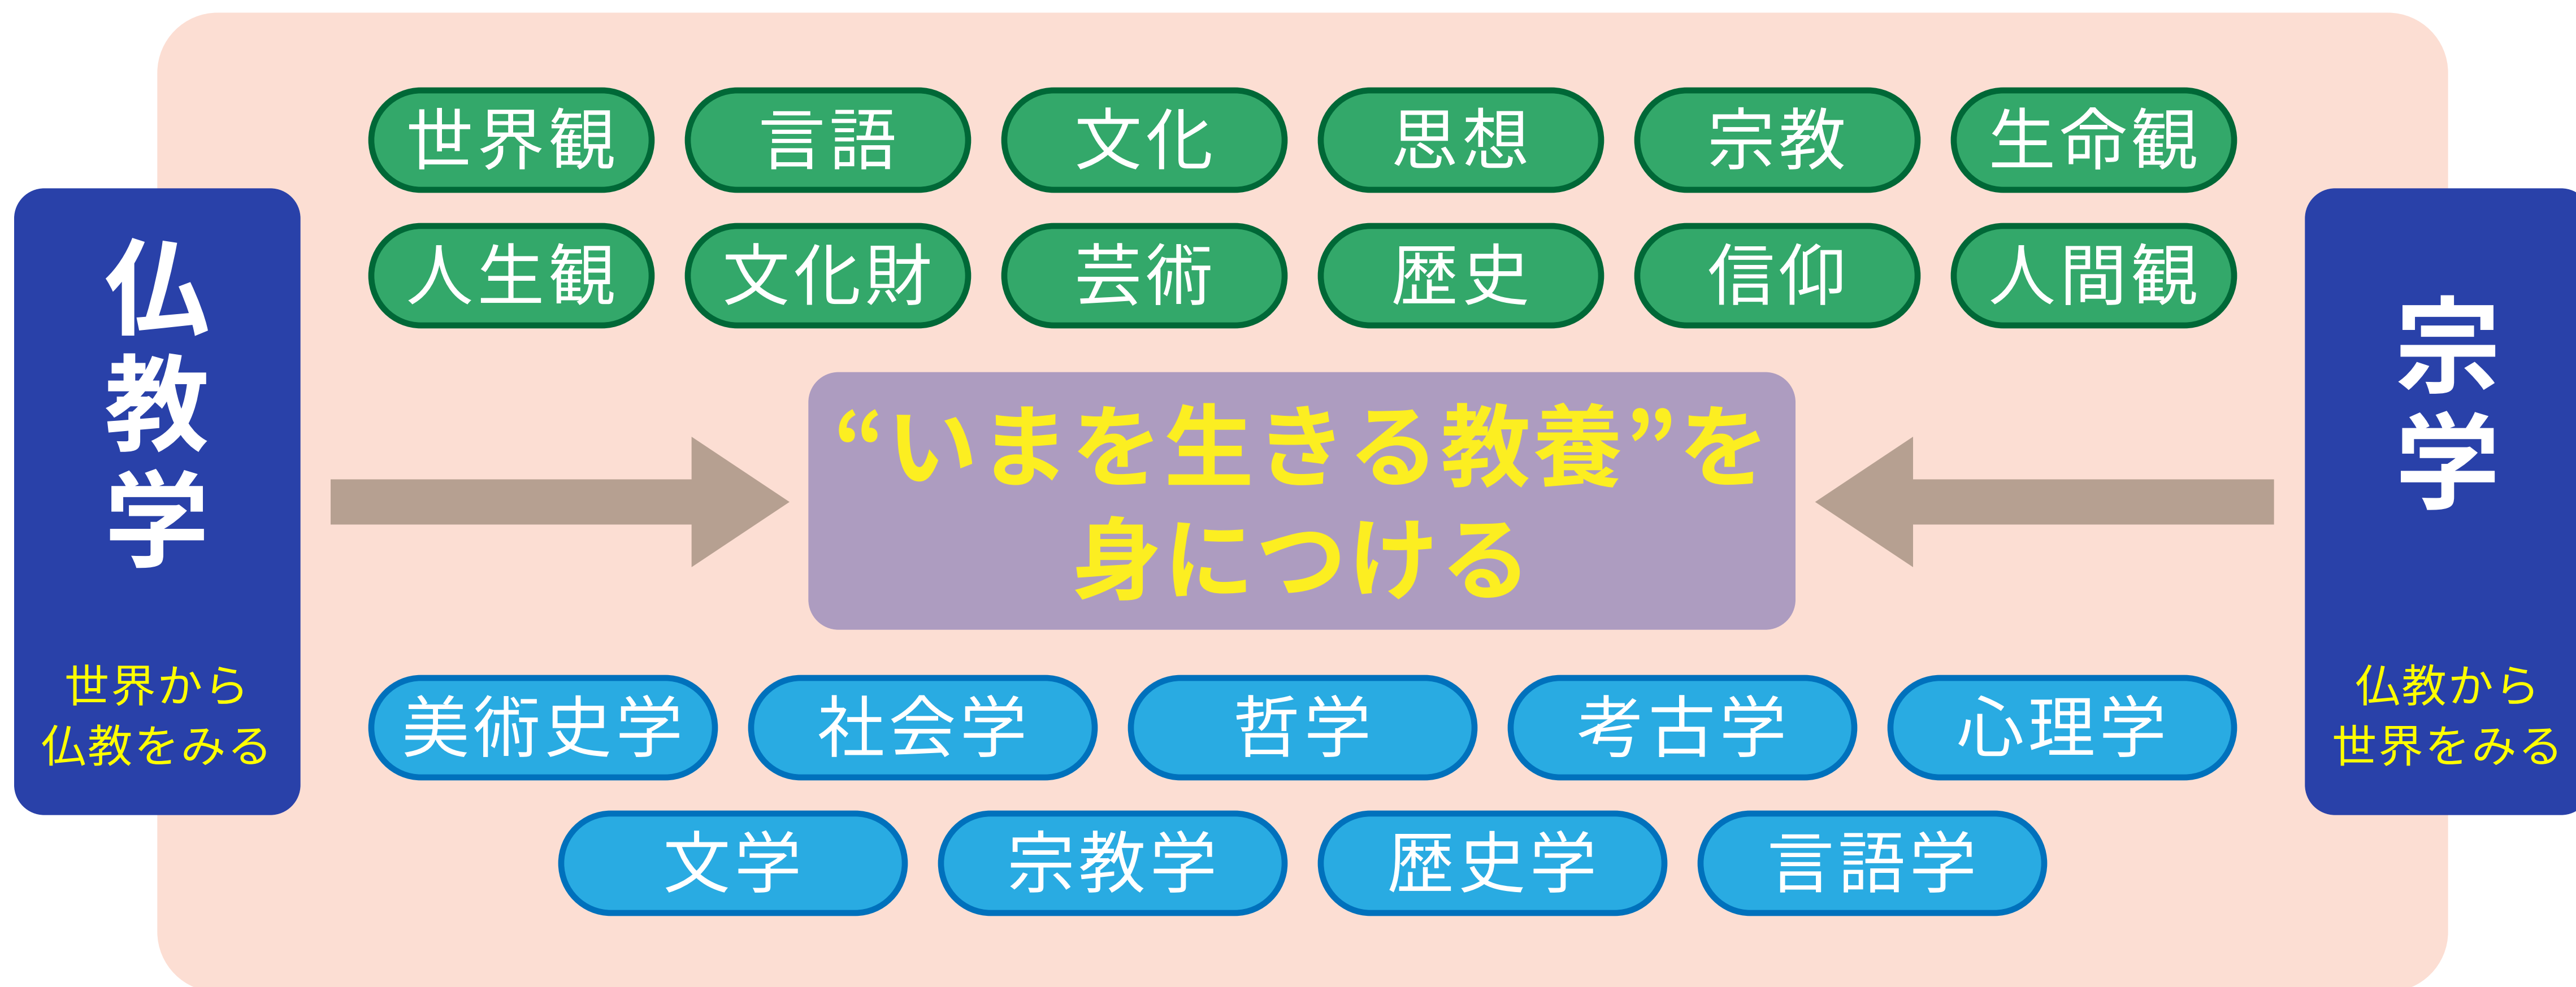 世界観 言語 文化 思想 宗教 生命観
人生観 文化財 芸術 歴史 信仰 人間観
仏教学
世界から
仏教をみる
“いまを生きる教養”を
身につける
宗学
仏教から
世界をみる
美術史学 社会学 哲学 考古学 心理学
文学 宗教学 歴史学 言語学